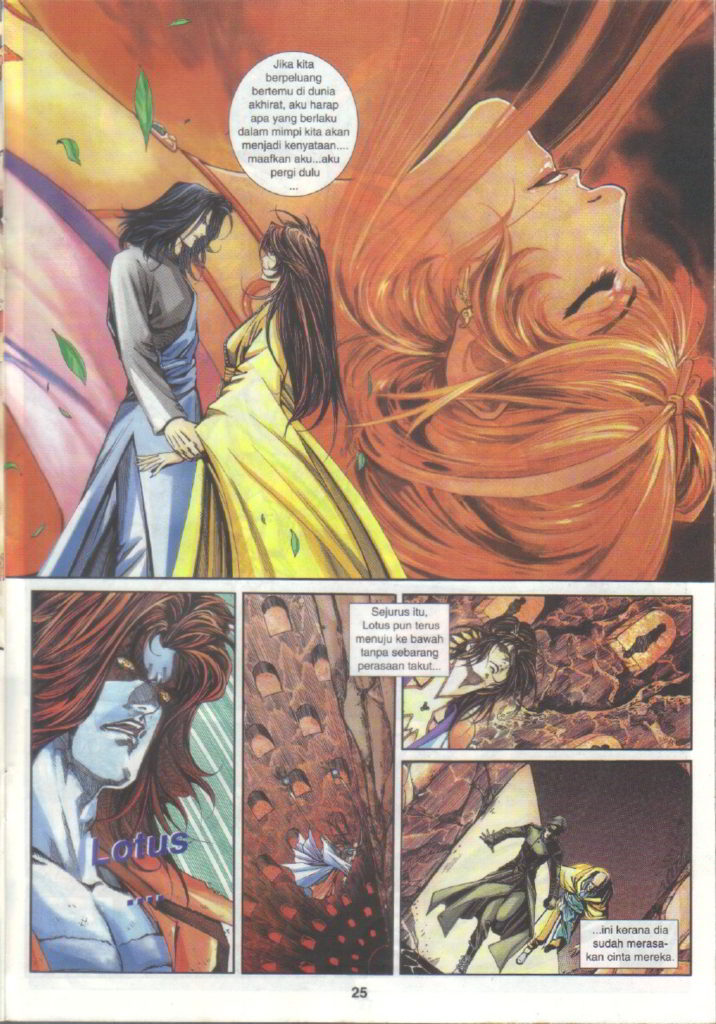 Jika kita
berpeluang
bertemu di dunia
akhirat, aku harap
apa yang berlaku
dalam mimpi kita akan
menjadi kenyataan....
maafkan aku...aku
pergi dulu
...
Lotus
....
Sejurus itu,
Lotus pun terus
menuju ke bawah
tanpa sebarang
perasaan takut...
...ini kerana dia
sudah merasa-
kan cinta mereka.
25